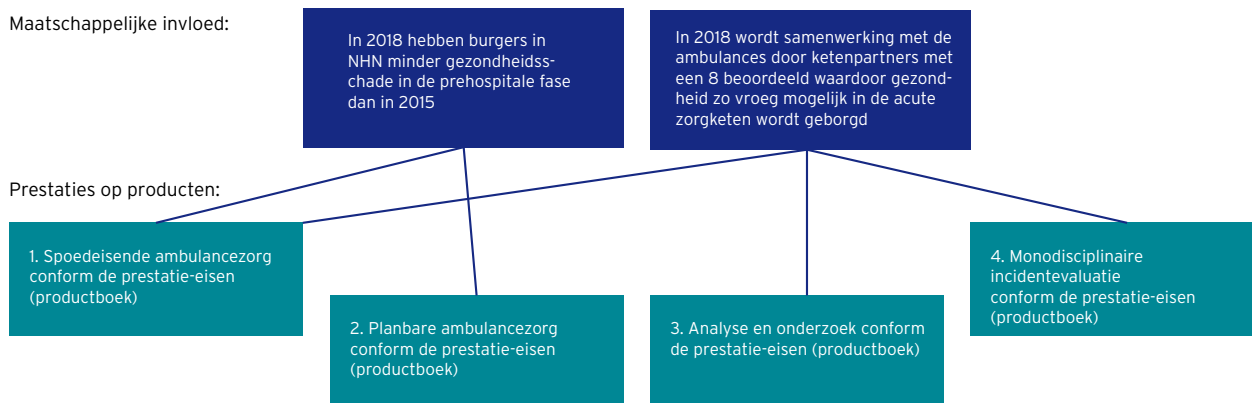 Maatschappelijke invloed:
In 2018 hebben burgers in
NHN minder gezondheidss-
schade in de prehospitale fase
dan in 2015
In 2018 wordt samenwerking met de
ambulances door ketenpartners met
een 8 beoordeeld waardoor gezond-
heid zo vroeg mogelijk in de acute
zorgketen wordt geborgd
Prestaties op producten:
1. Spoedeisende ambulancezorg
conform de prestatie-eisen
(productboek)
2. Planbare ambulancezorg
conform de prestatie-eisen
(productboek)
3. Analyse en onderzoek conform
de prestatie-eisen (productboek)
4. Monodisciplinaire
incidentevaluatie
conform de prestatie-eisen
(productboek)